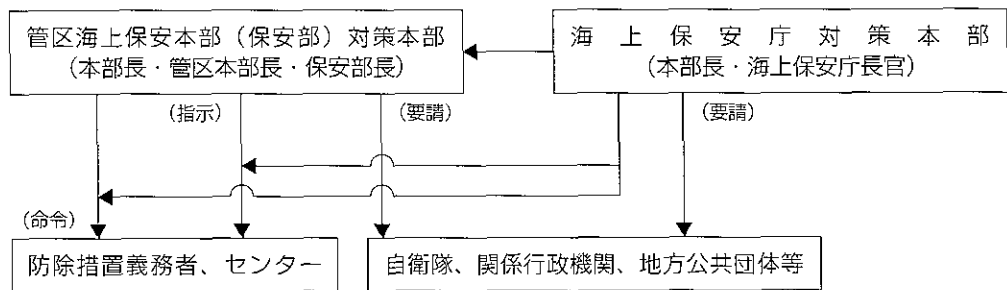 管区海上保安本部（保安部）対策本部
（本部長・管区本部長・保安部長）
海上保安庁対策本部
（本部長・海上保安庁長官）
（指示）
（要請）
（要請）
（命令）
防除措置義務者、センター
自衛隊、関係行政機関、地方公共団体等